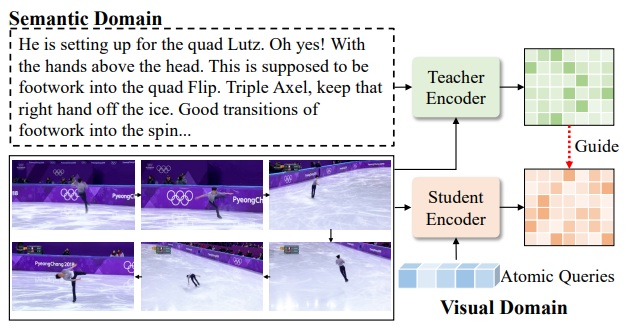 Semantic Domain
He is setting up for the quad Lutz. Oh yes! With
the hands above the head. This is supposed to be
footwork into the quad Flip. Triple Axel, keep that
right hand off the ice. Good transitions of
footwork into the spin...
Teacher
Encoder
Guide
Student
Encoder
PyeongChang 2018
Atomic Queries
Visual Domain